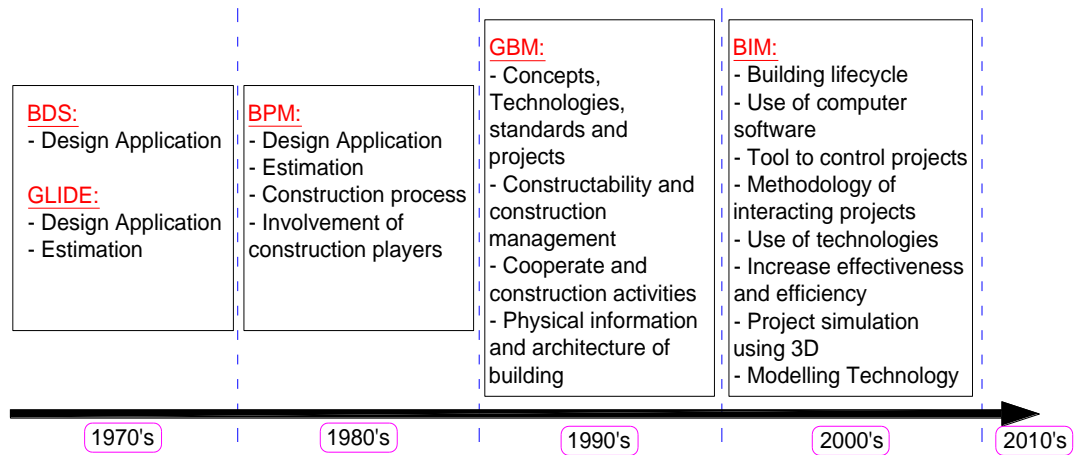 BDS:
- Design Application
GLIDE:
- Design Application
- Estimation
BPM:
- Design Application
- Estimation
- Construction process
- Involvement of
construction players
GBM:
- Concepts,
Technologies,
standards and
projects
- Constructability and
construction
management
- Cooperate and
construction activities
- Physical information
and architecture of
building
BIM:
- Building lifecycle
- Use of computer
software
- Tool to control projects
- Methodology of
interacting projects
- Use of technologies
- Increase effectiveness
and efficiency
- Project simulation
using 3D
- Modelling Technology
1970's
1980's
1990's
2000's
2010's